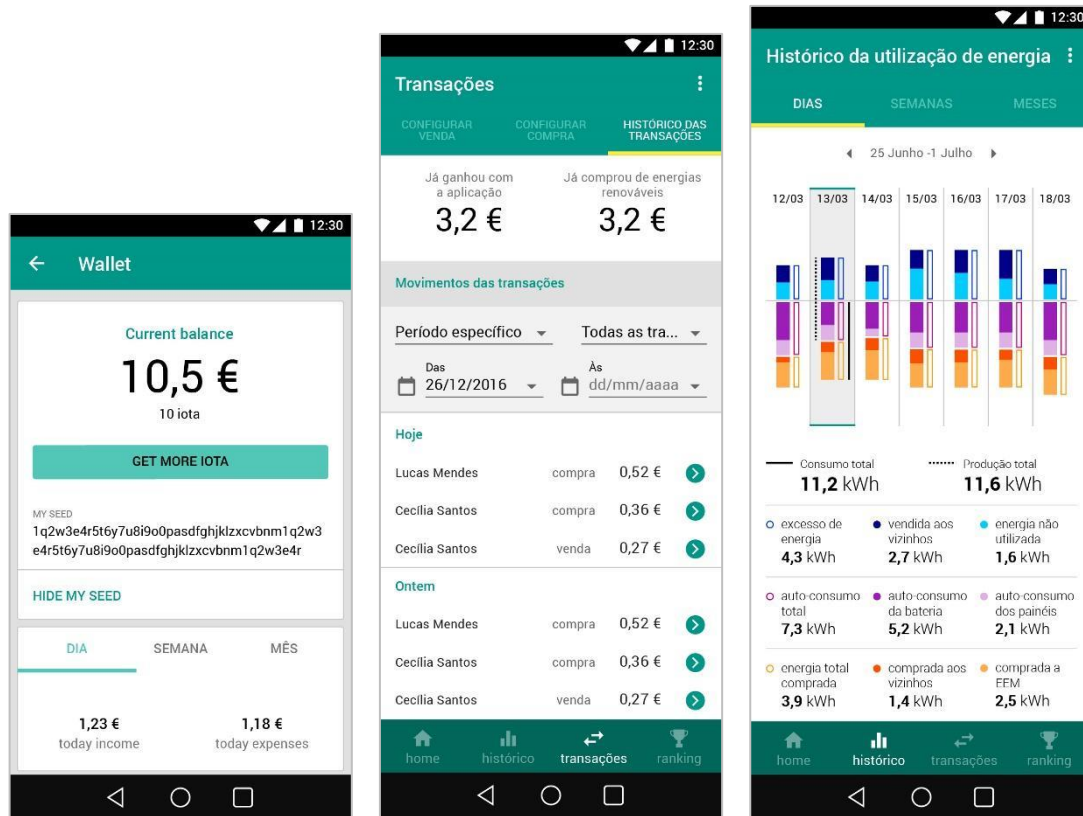 12:30
Wallet
Current balance
10,5 €
10 iota
GET MORE IOTA
MY SEED
1q2w3e4r5t6y7u8i9o0pasdfghjklzxcvbnm1q2w3
e4r5t6y7u8i9o0pasdfghjklzxcvbnm1q2w3e4r
HIDE MY SEED
DIA SEMANA MÊS
1,23 € 1,18 €
today income today expenses
12:30
Transações
CONFIGURAR CONFIGURAR HISTÓRICO DAS
VENDA COMPRA TRANSAÇÕES
Já ganhou com Já comprou de energias
a aplicação renováveis
3,2 € 3,2 €
Movimentos das transações
Período específico Todas as tra...
Das Às
26/12/2016 dd/mm/aaaa
Hoje
Lucas Mendes compra 0,52 €
Cecília Santos compra 0,36 €
Cecília Santos venda 0,27 €
Ontem
Lucas Mendes compra 0,52 €
Cecília Santos compra 0,36 €
Cecília Santos venda 0,27 €
home histórico transações ranking
12:30
Histórico da utilização de energia
DIAS SEMANAS MESES
25 Junho -1 Julho
12/03 13/03 14/03 15/03 16/03 17/03 18/03
Consumo total Produção total
11,2 kWh 11,6 kWh
excesso de vendida aos energia não
energia vizinhos utilizada
4,3 kWh 2,7 kWh 1,6 kWh
auto-consumo auto-consumo auto-consumo
total da bateria dos painéis
7,3 kWh 5,2 kWh 2,1 kWh
energia total comprada aos comprada a
comprada vizinhos EEM
3,9 kWh 1,4 kWh 2,5 kWh
home histórico transações ranking